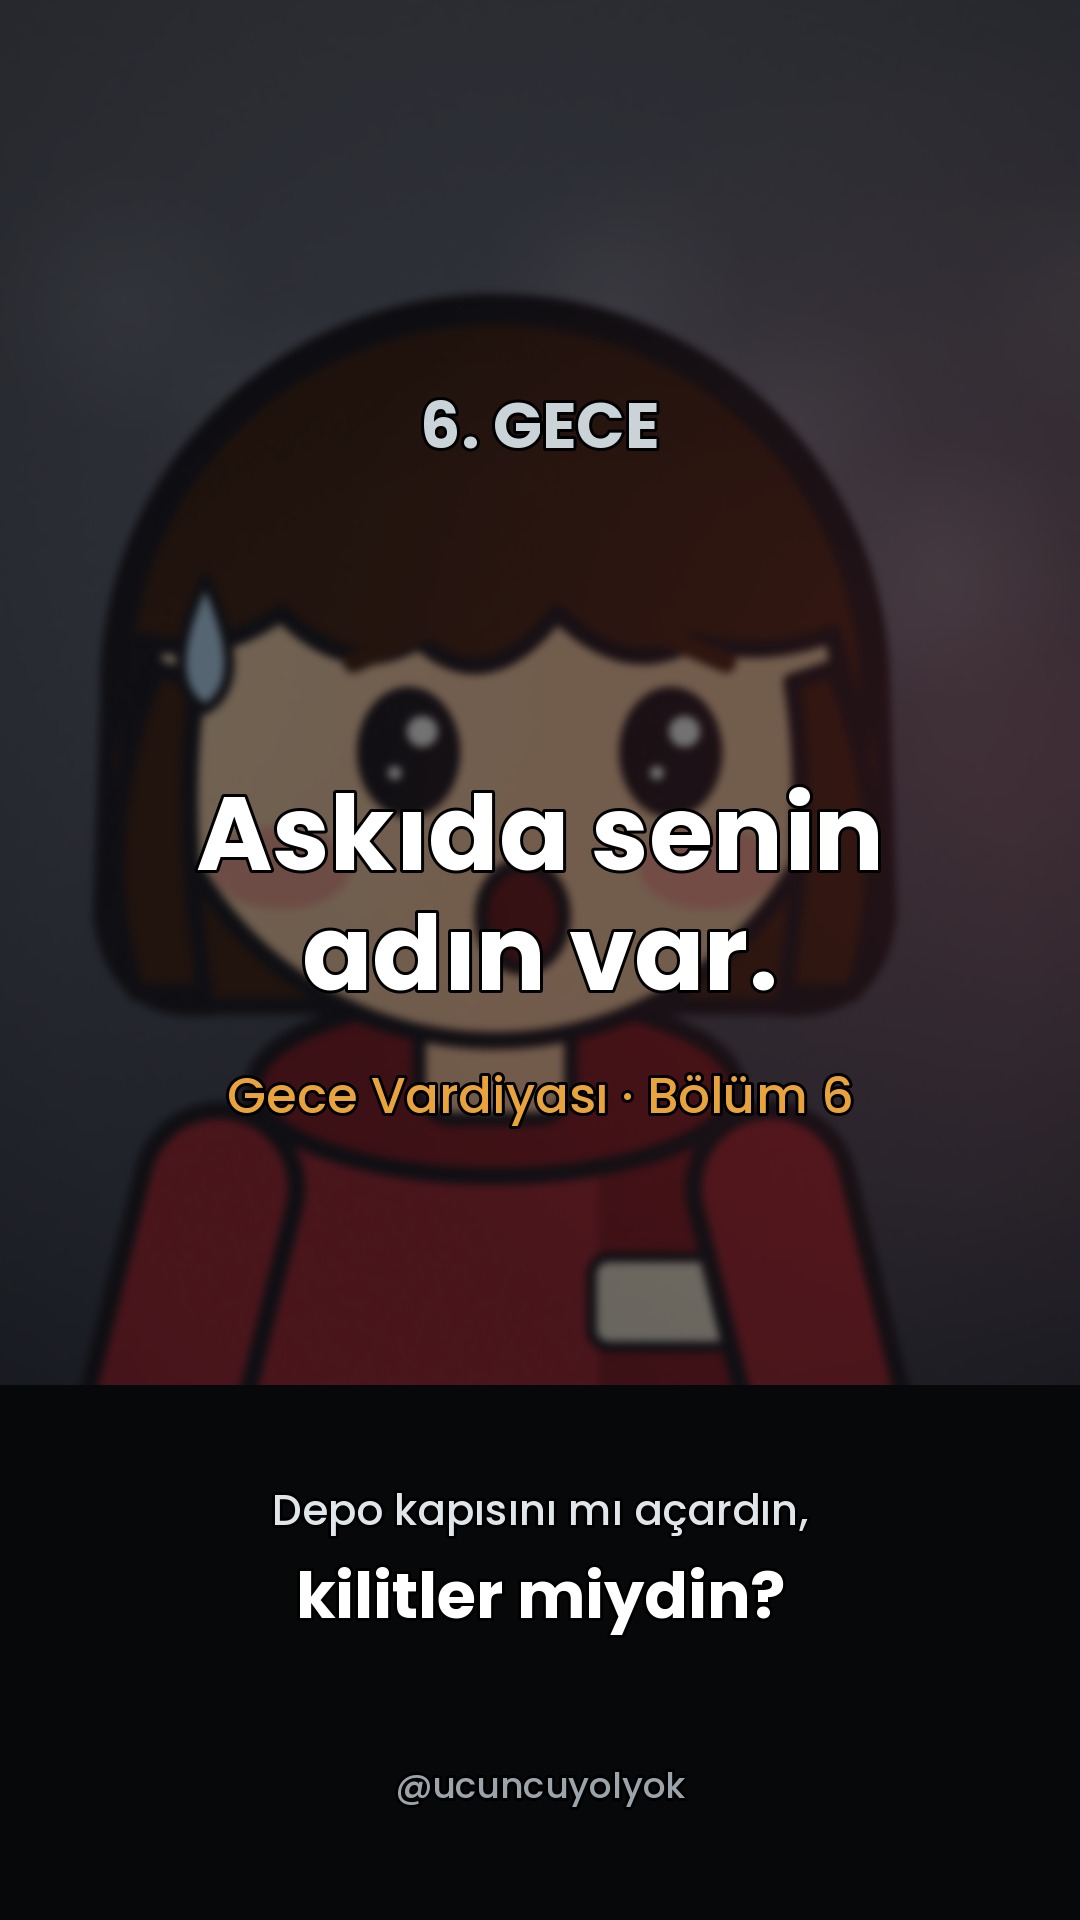 6. GECE
Askıda senin
adın var.
Gece Vardiyası · Bölüm 6
Depo kapısını mı açardın,
kilitler miydin?
@ucuncuyolyok